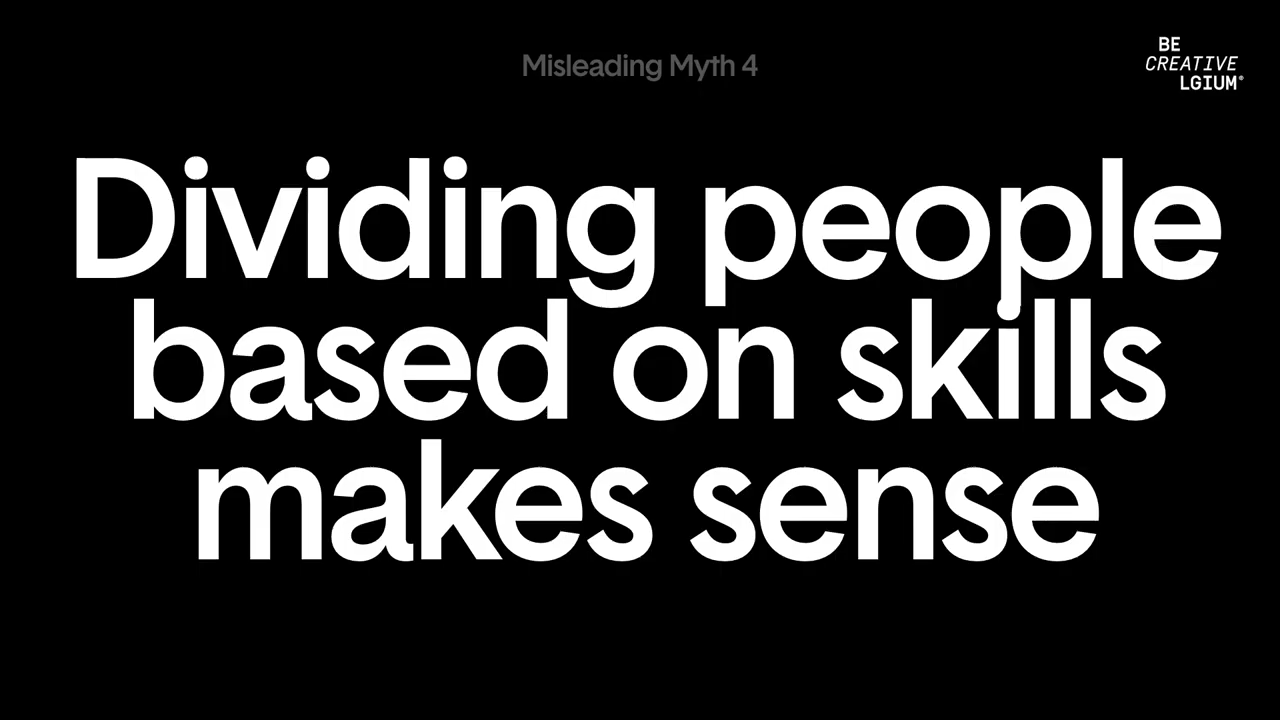 Misleading Myth 4
BE
CREATIVE
LGIUM®
Dividing people
based on skills
makes sense